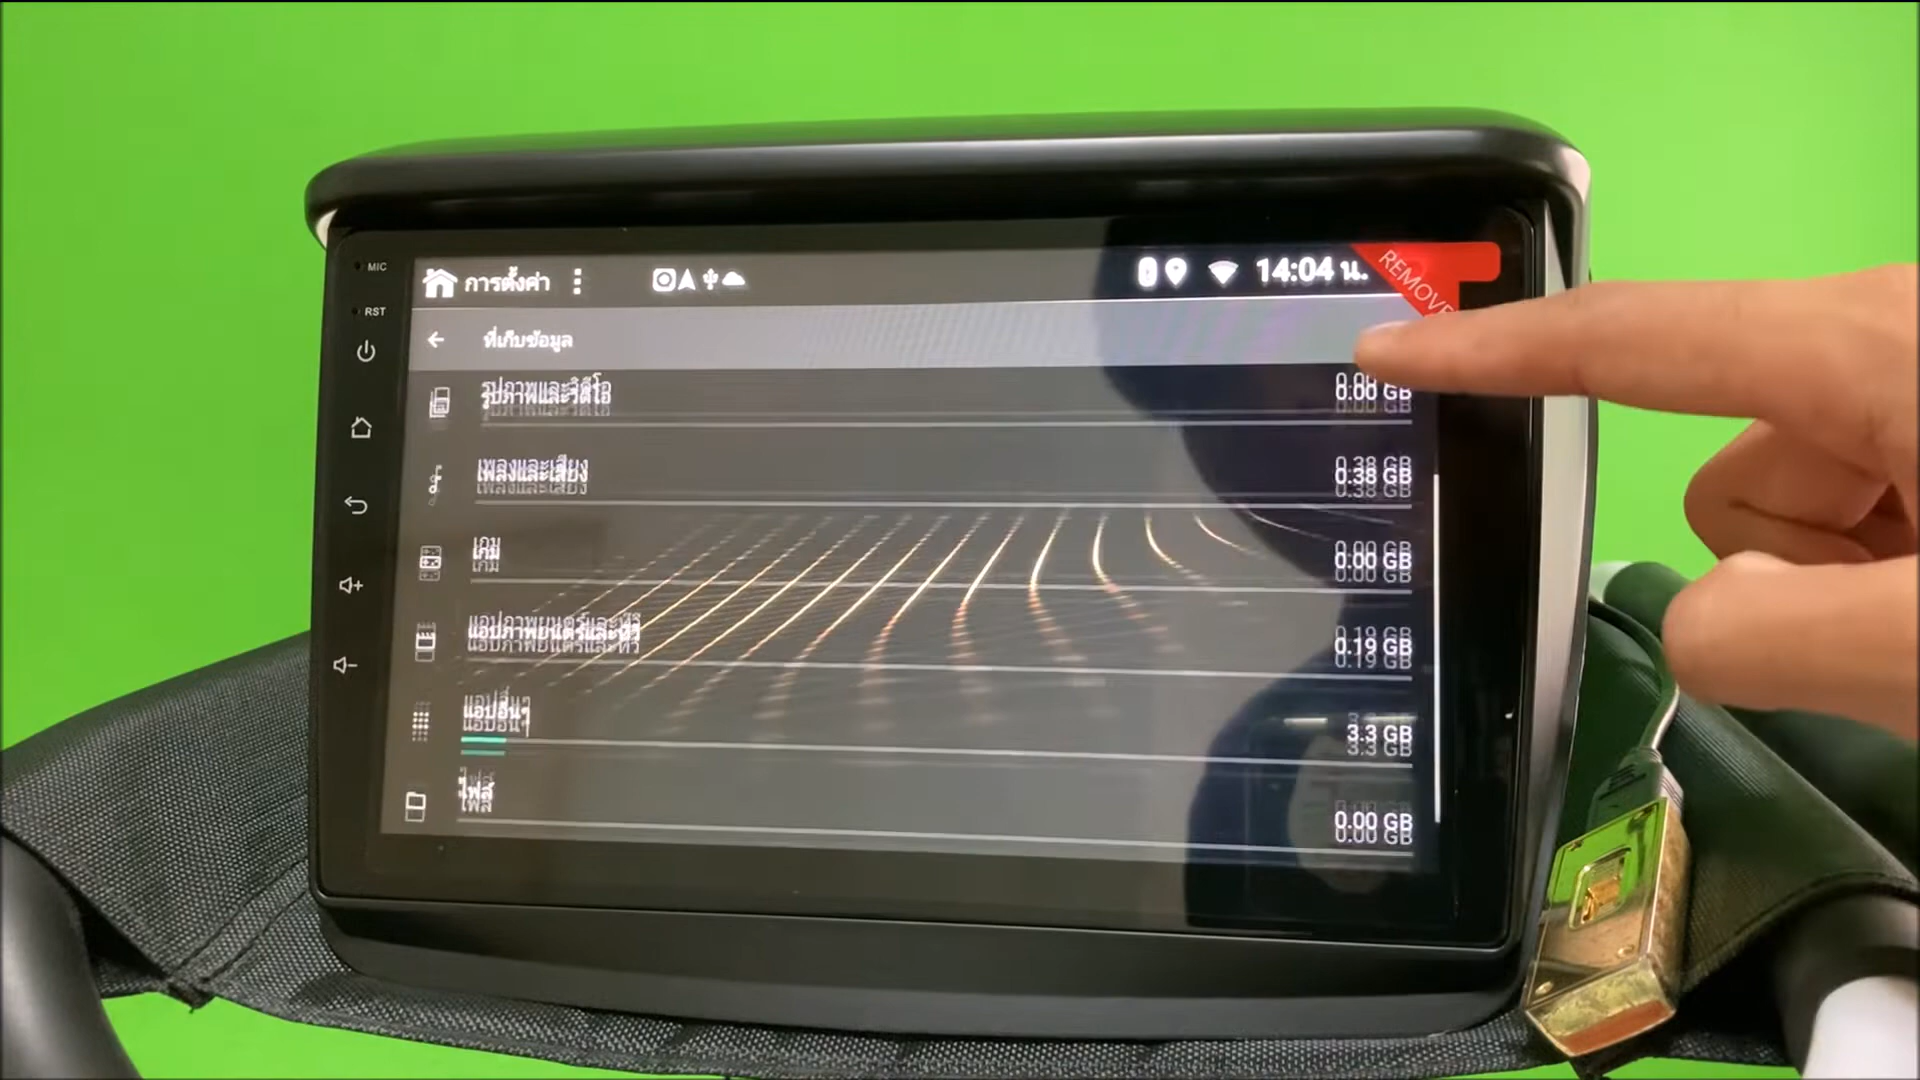 MIC
RST
การตั้งค่า
14:04 น.
REMOVE
ที่เก็บข้อมูล
รูปภาพและวิดีโอ 0.00 GB
เพลงและเสียง 0.38 GB
เกม 0.00 GB
แอปภาพยนตร์และทีวี 0.19 GB
แอปอื่นๆ 3.3 GB
ไฟล์ 0.00 GB